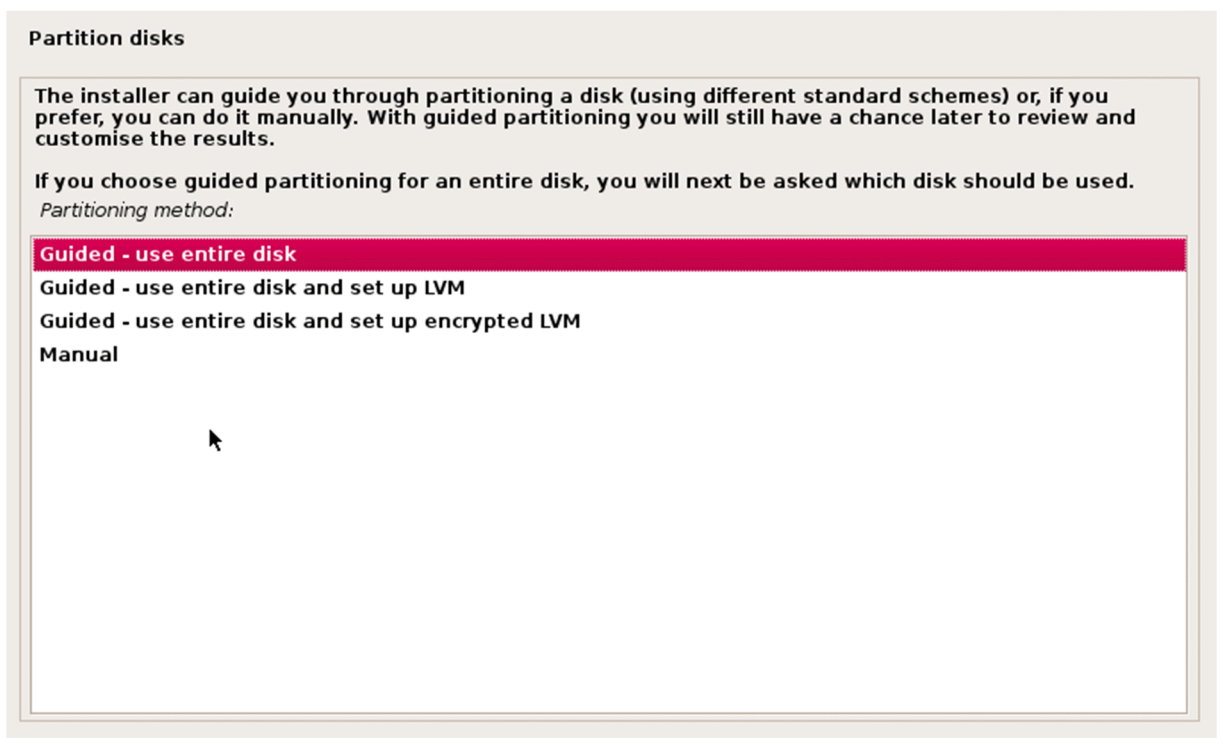 Partition disks
The installer can guide you through partitioning a disk (using different standard schemes) or, if you
prefer, you can do it manually. With guided partitioning you will still have a chance later to review and
customise the results.
If you choose guided partitioning for an entire disk, you will next be asked which disk should be used.
Partitioning method:
Guided - use entire disk
Guided - use entire disk and set up LVM
Guided - use entire disk and set up encrypted LVM
Manual